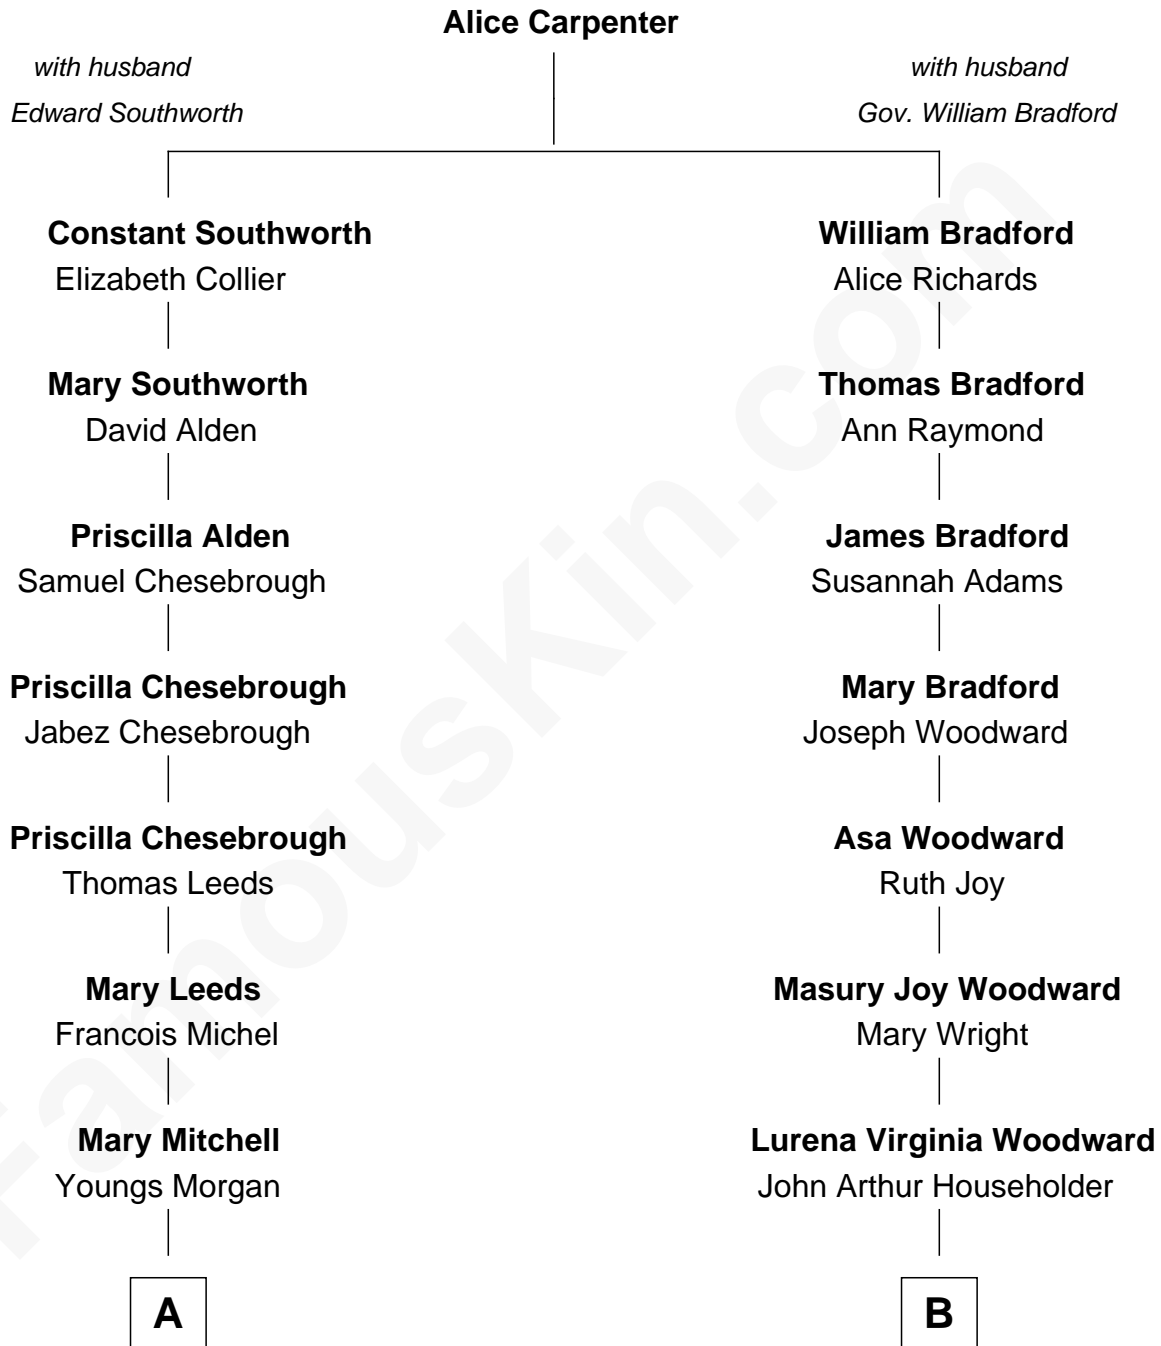 Alice Carpenter
with husband
Edward Southworth
with husband
Gov. William Bradford
Constant Southworth
Elizabeth Collier
William Bradford
Alice Richards
Mary Southworth
David Alden
Thomas Bradford
Ann Raymond
Priscilla Alden
Samuel Chesebrough
James Bradford
Susannah Adams
Priscilla Chesebrough
Jabez Chesebrough
Mary Bradford
Joseph Woodward
Priscilla Chesebrough
Thomas Leeds
Asa Woodward
Ruth Joy
Mary Leeds
Francois Michel
Masury Joy Woodward
Mary Wright
Mary Mitchell
Youngs Morgan
Lurena Virginia Woodward
John Arthur Householder
A
B
FamousKin.com